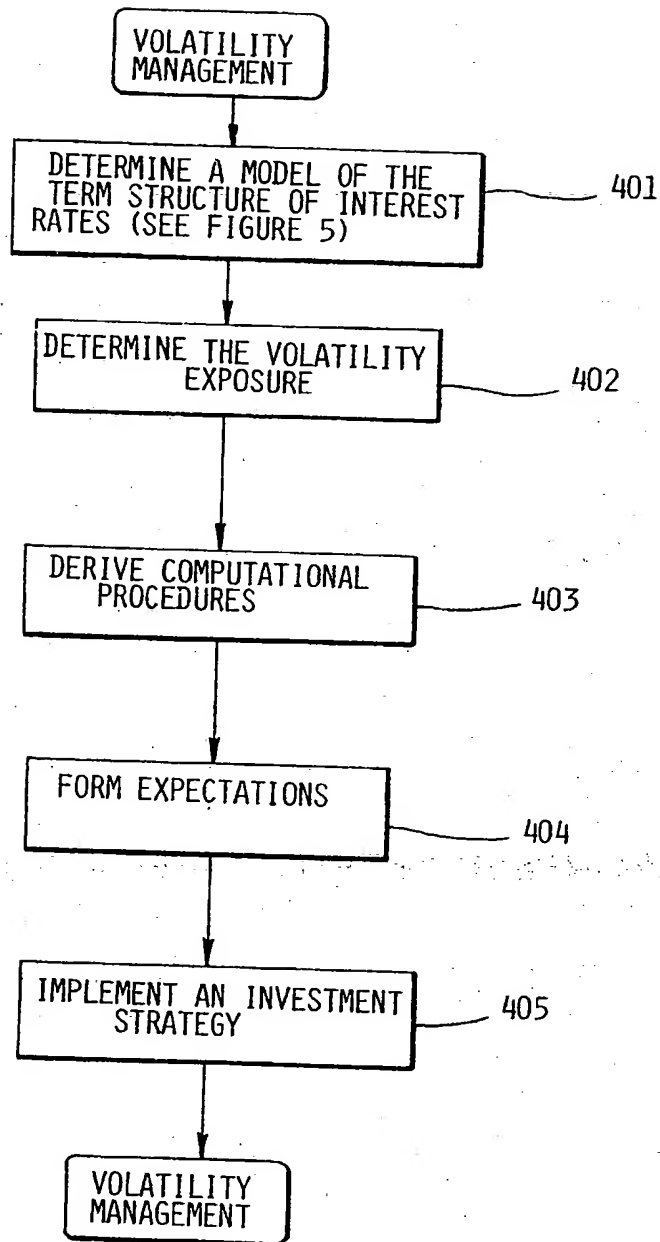 VOLATILITY
MANAGEMENT
DETERMINE A MODEL OF THE
TERM STRUCTURE OF INTEREST
RATES (SEE FIGURE 5)
401
DETERMINE THE VOLATILITY
EXPOSURE
402
DERIVE COMPUTATIONAL
PROCEDURES
403
FORM EXPECTATIONS
404
IMPLEMENT AN INVESTMENT
STRATEGY
405
VOLATILITY
MANAGEMENT